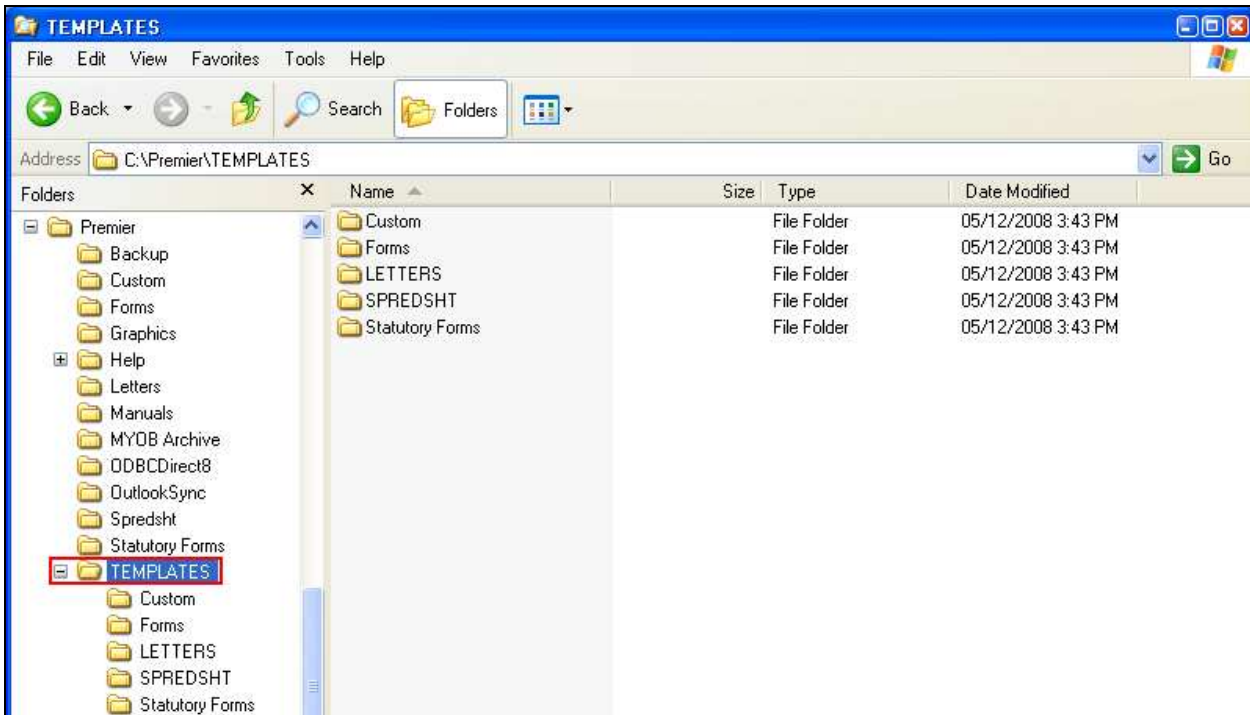 TEMPLATES
File Edit View Favorites Tools Help
Back Search Folders
Address C:\Premier\TEMPLATES Go
Folders Name Size Type Date Modified
Premier
Backup
Custom
Forms
Graphics
Help
Letters
Manuals
MYOB Archive
ODBCDirect8
OutlookSync
Spredsht
Statutory Forms
TEMPLATES
Custom
Forms
LETTERS
SPREDSHT
Statutory Forms
Custom File Folder 05/12/2008 3:43 PM
Forms File Folder 05/12/2008 3:43 PM
LETTERS File Folder 05/12/2008 3:43 PM
SPREDSHT File Folder 05/12/2008 3:43 PM
Statutory Forms File Folder 05/12/2008 3:43 PM